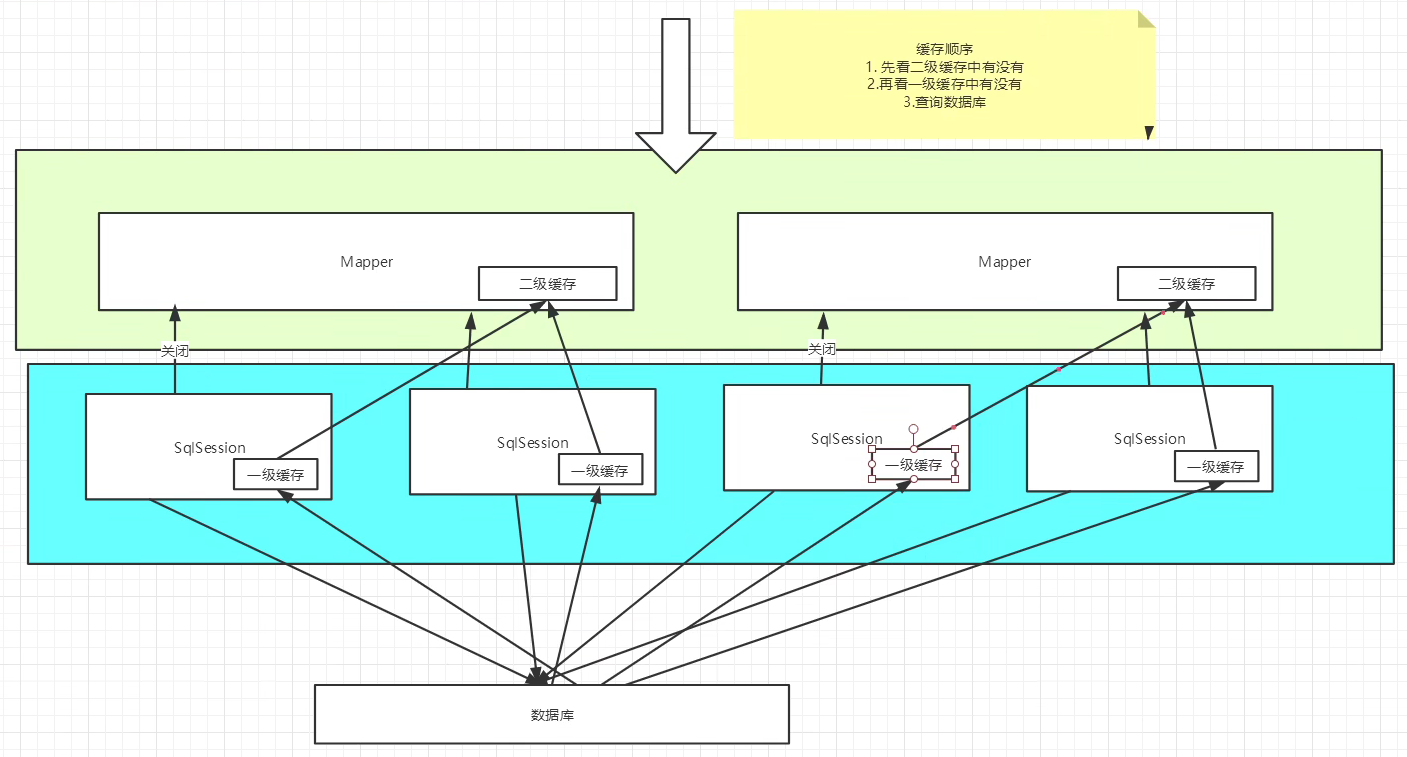 缓存顺序
1. 先看二级缓存中有没有
2.再看一级缓存中有没有
3.查询数据库
Mapper
二级缓存
Mapper
二级缓存
关闭
关闭
SqlSession
一级缓存
SqlSession
一级缓存
SqlSession
一级缓存
SqlSession
一级缓存
数据库